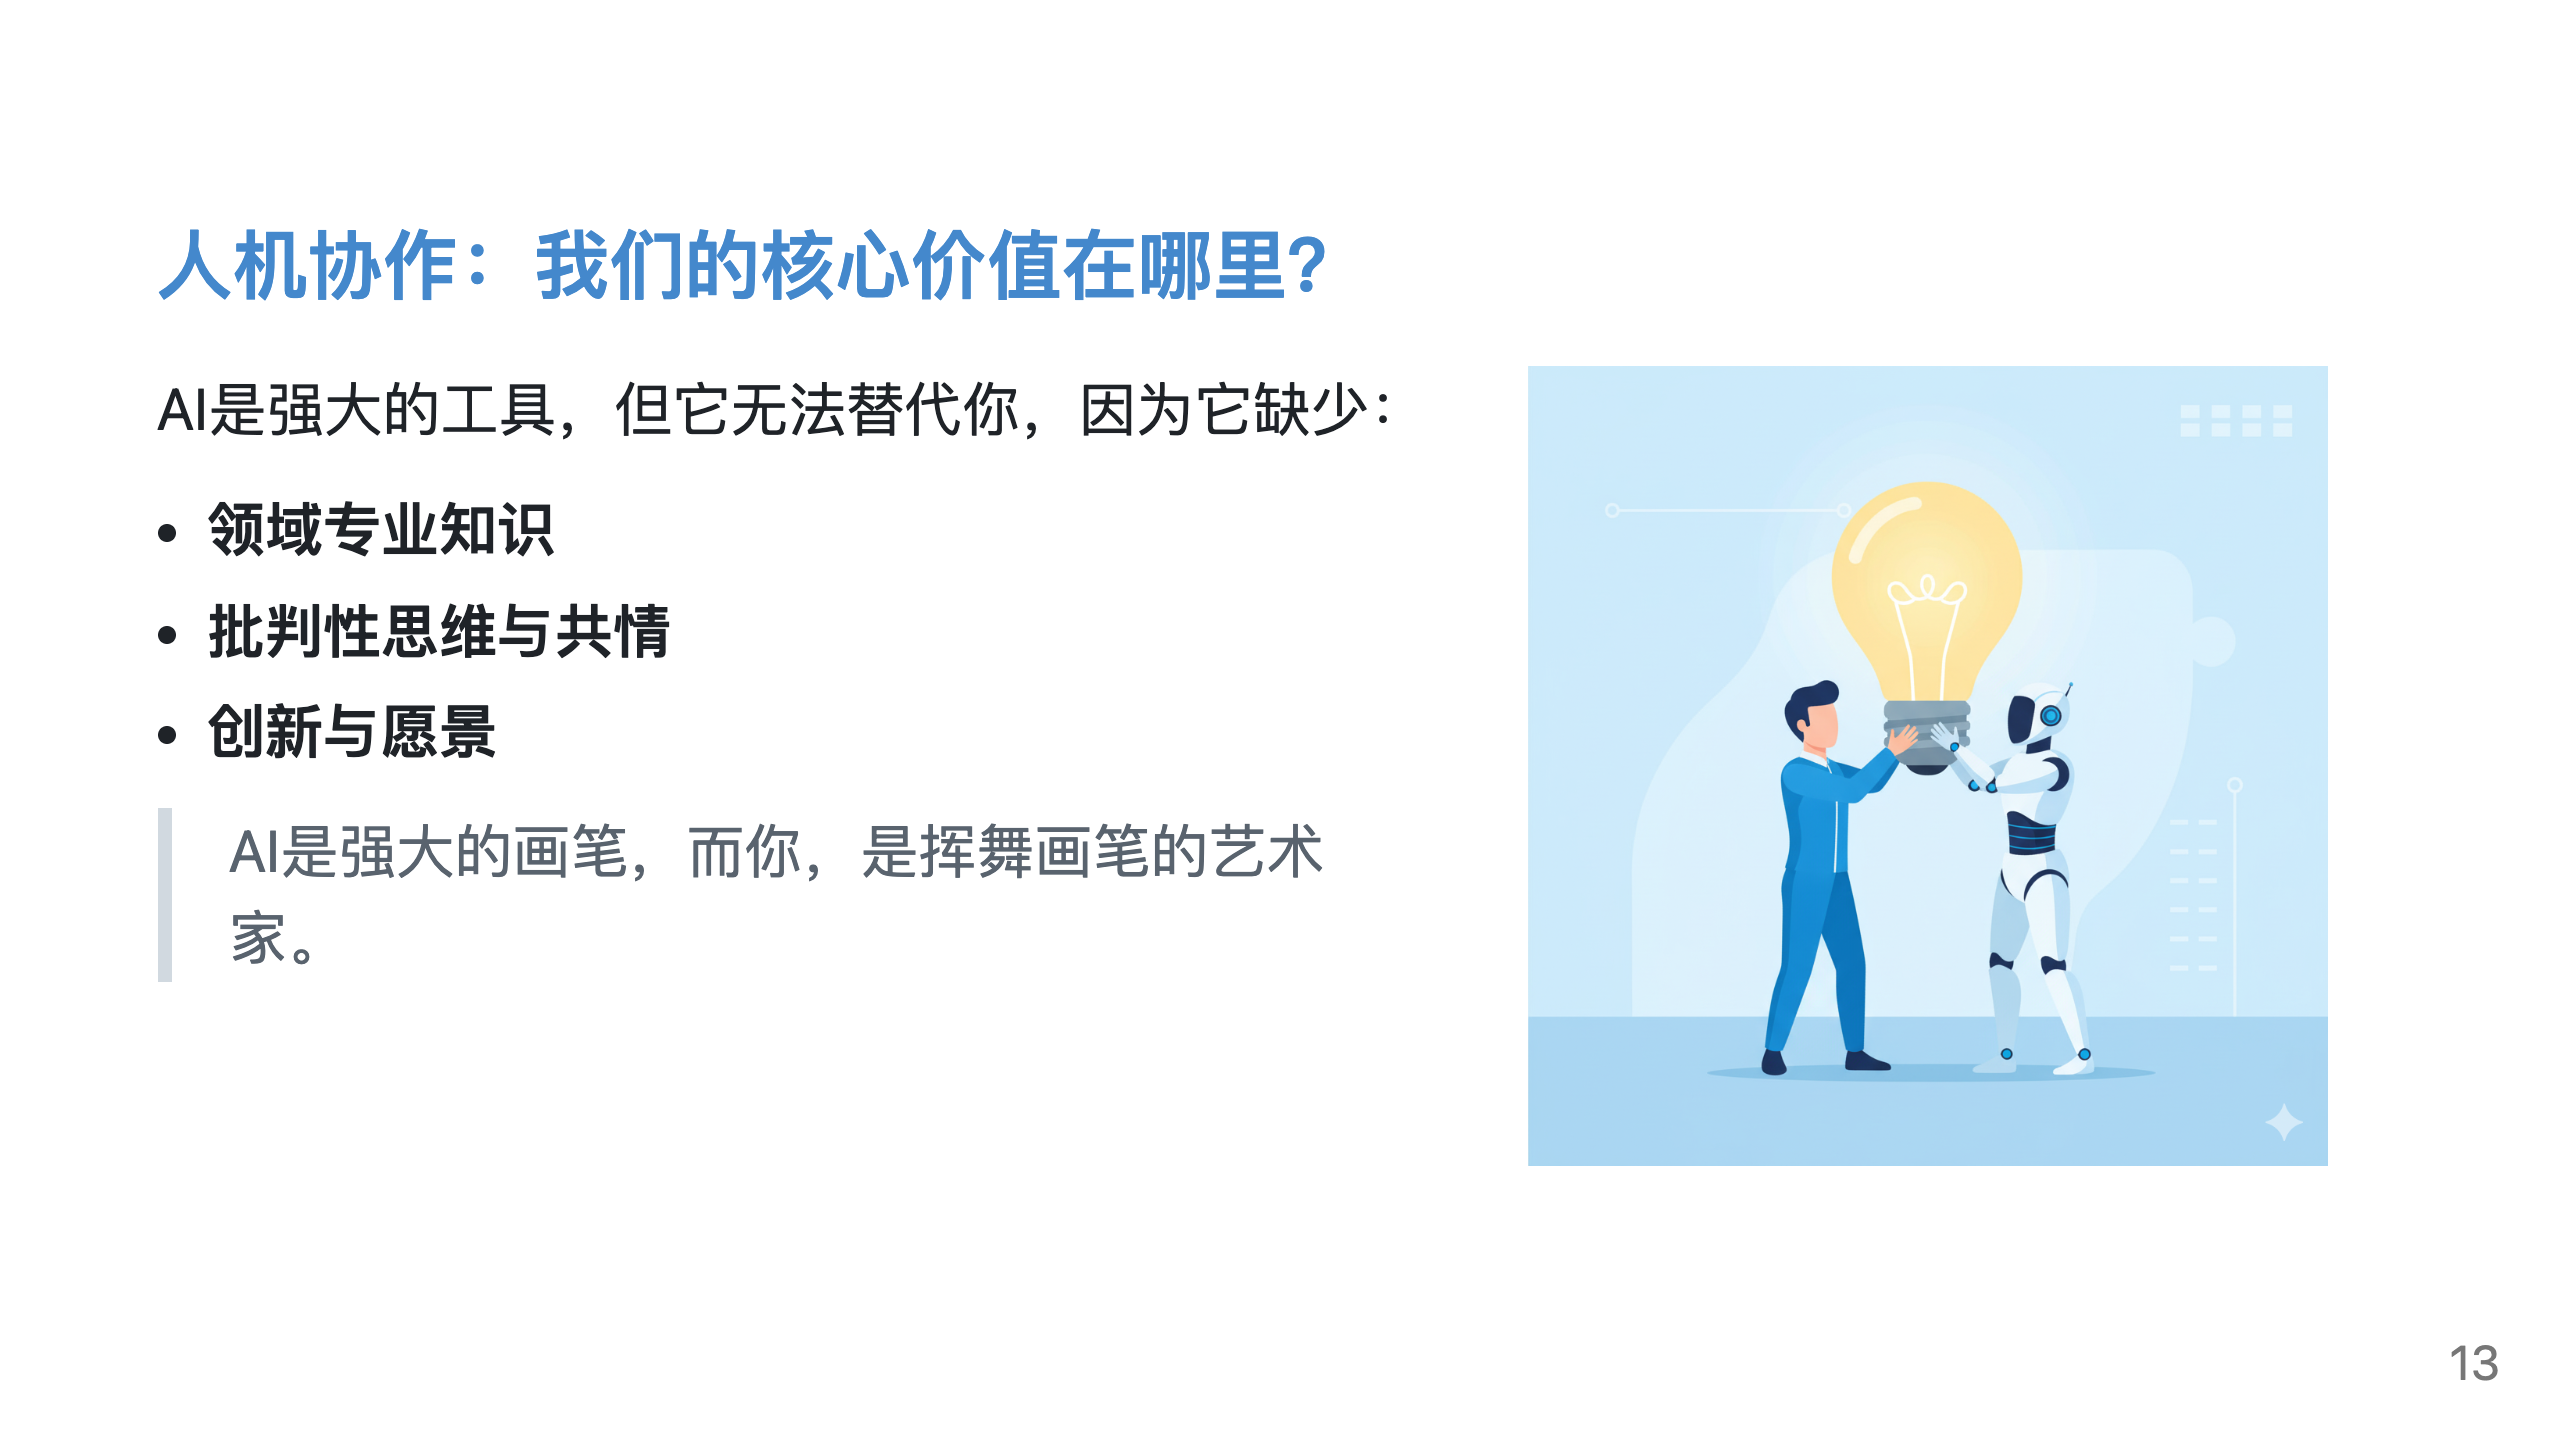 人机协作：我们的核心价值在哪里?
AI是强大的工具，但它无法替代你，因为它缺少：
• 领域专业知识
• 批判性思维与共情
• 创新与愿景
AI是强大的画笔，而你，是挥舞画笔的艺术
家。
13